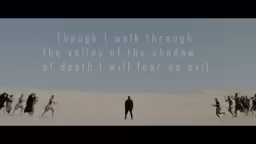 Though I walk through
the valley of the shadow
of death I will fear no evil